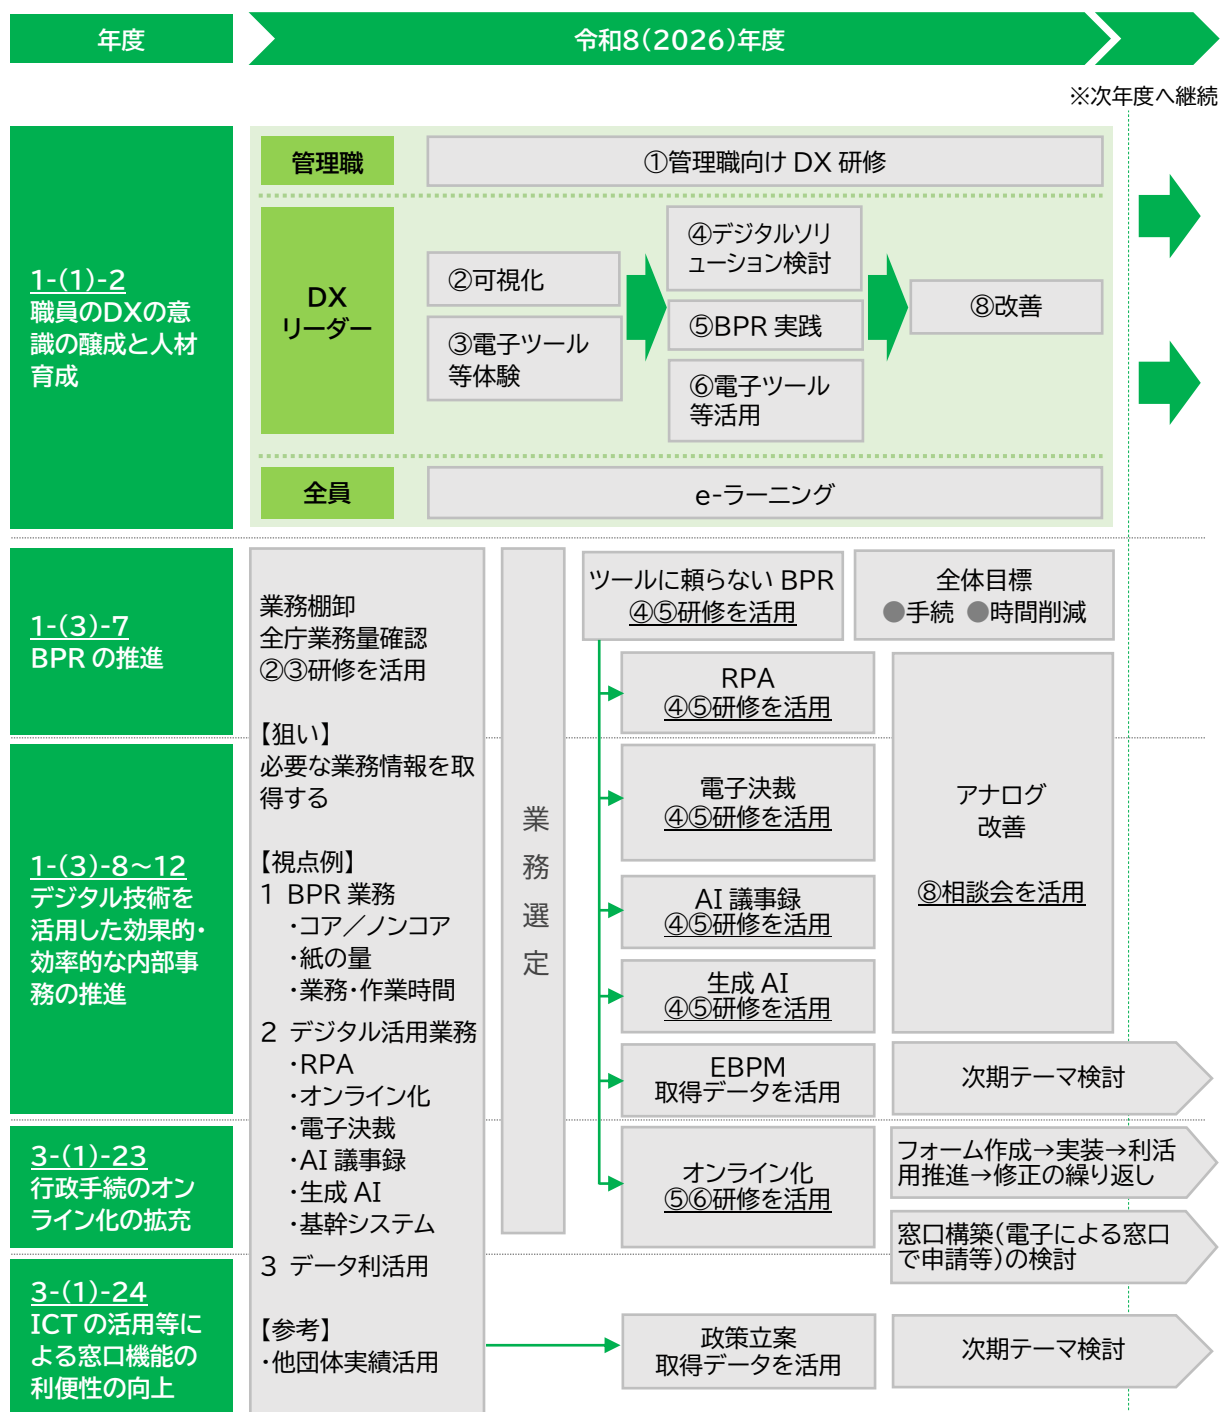 年度
令和8(2026)年度
※次年度へ継続
1-(1)-2
職員のDXの意
識の醸成と人材
育成
管理職
①管理職向け DX 研修
DX
リーダー
②可視化
③電子ツール
等体験
④デジタルソリ
ューション検討
⑤BPR 実践
⑥電子ツール
等活用
⑧改善
全員
e-ラーニング
1-(3)-7
BPR の推進
1-(3)-8～12
デジタル技術を
活用した効果的・
効率的な内部事
務の推進
3-(1)-23
行政手続のオン
ライン化の拡充
3-(1)-24
ICT の活用等に
よる窓口機能の
利便性の向上
業務棚卸
全庁業務量確認
②③研修を活用
【狙い】
必要な業務情報を取
得する
【視点例】
1 BPR 業務
・コア／ノンコア
・紙の量
・業務・作業時間
2 デジタル活用業務
・RPA
・オンライン化
・電子決裁
・AI 議事録
・生成 AI
・基幹システム
3 データ利活用
【参考】
・他団体実績活用
業
務
選
定
ツールに頼らない BPR
④⑤研修を活用
RPA
④⑤研修を活用
電子決裁
④⑤研修を活用
AI 議事録
④⑤研修を活用
生成 AI
④⑤研修を活用
EBPM
取得データを活用
オンライン化
⑤⑥研修を活用
政策立案
取得データを活用
全体目標
●手続 ●時間削減
アナログ
改善
⑧相談会を活用
次期テーマ検討
フォーム作成→実装→利活
用推進→修正の繰り返し
窓口構築(電子による窓口
で申請等)の検討
次期テーマ検討